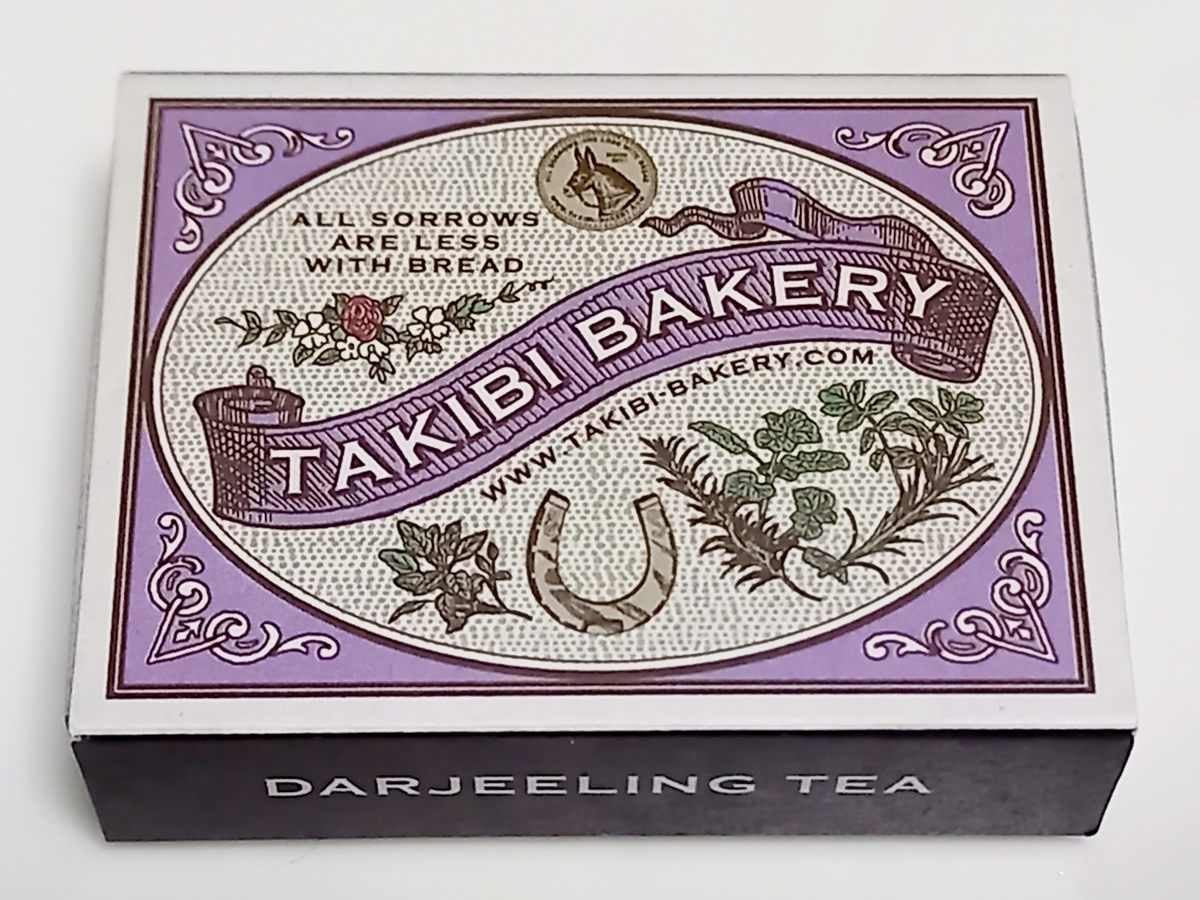 ALL SORROWS
ARE LESS
WITH BREAD
TAKIBI BAKERY
WWW.TAKIBI-BAKERY.COM
DARJEELING TEA